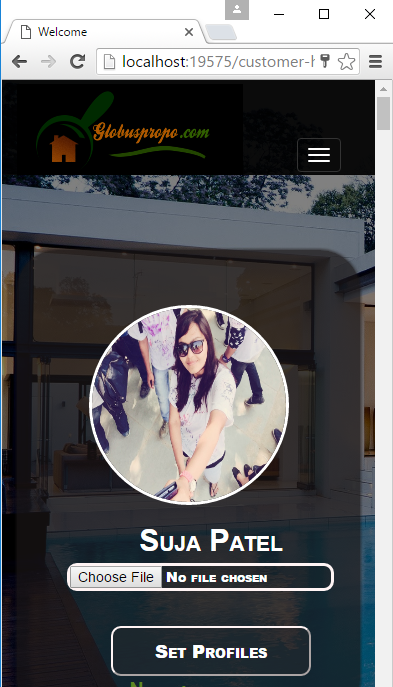 Welcome
localhost:19575/customer-h
Globuspropo.com
Suja Patel
Choose File No file chosen
Set Profiles